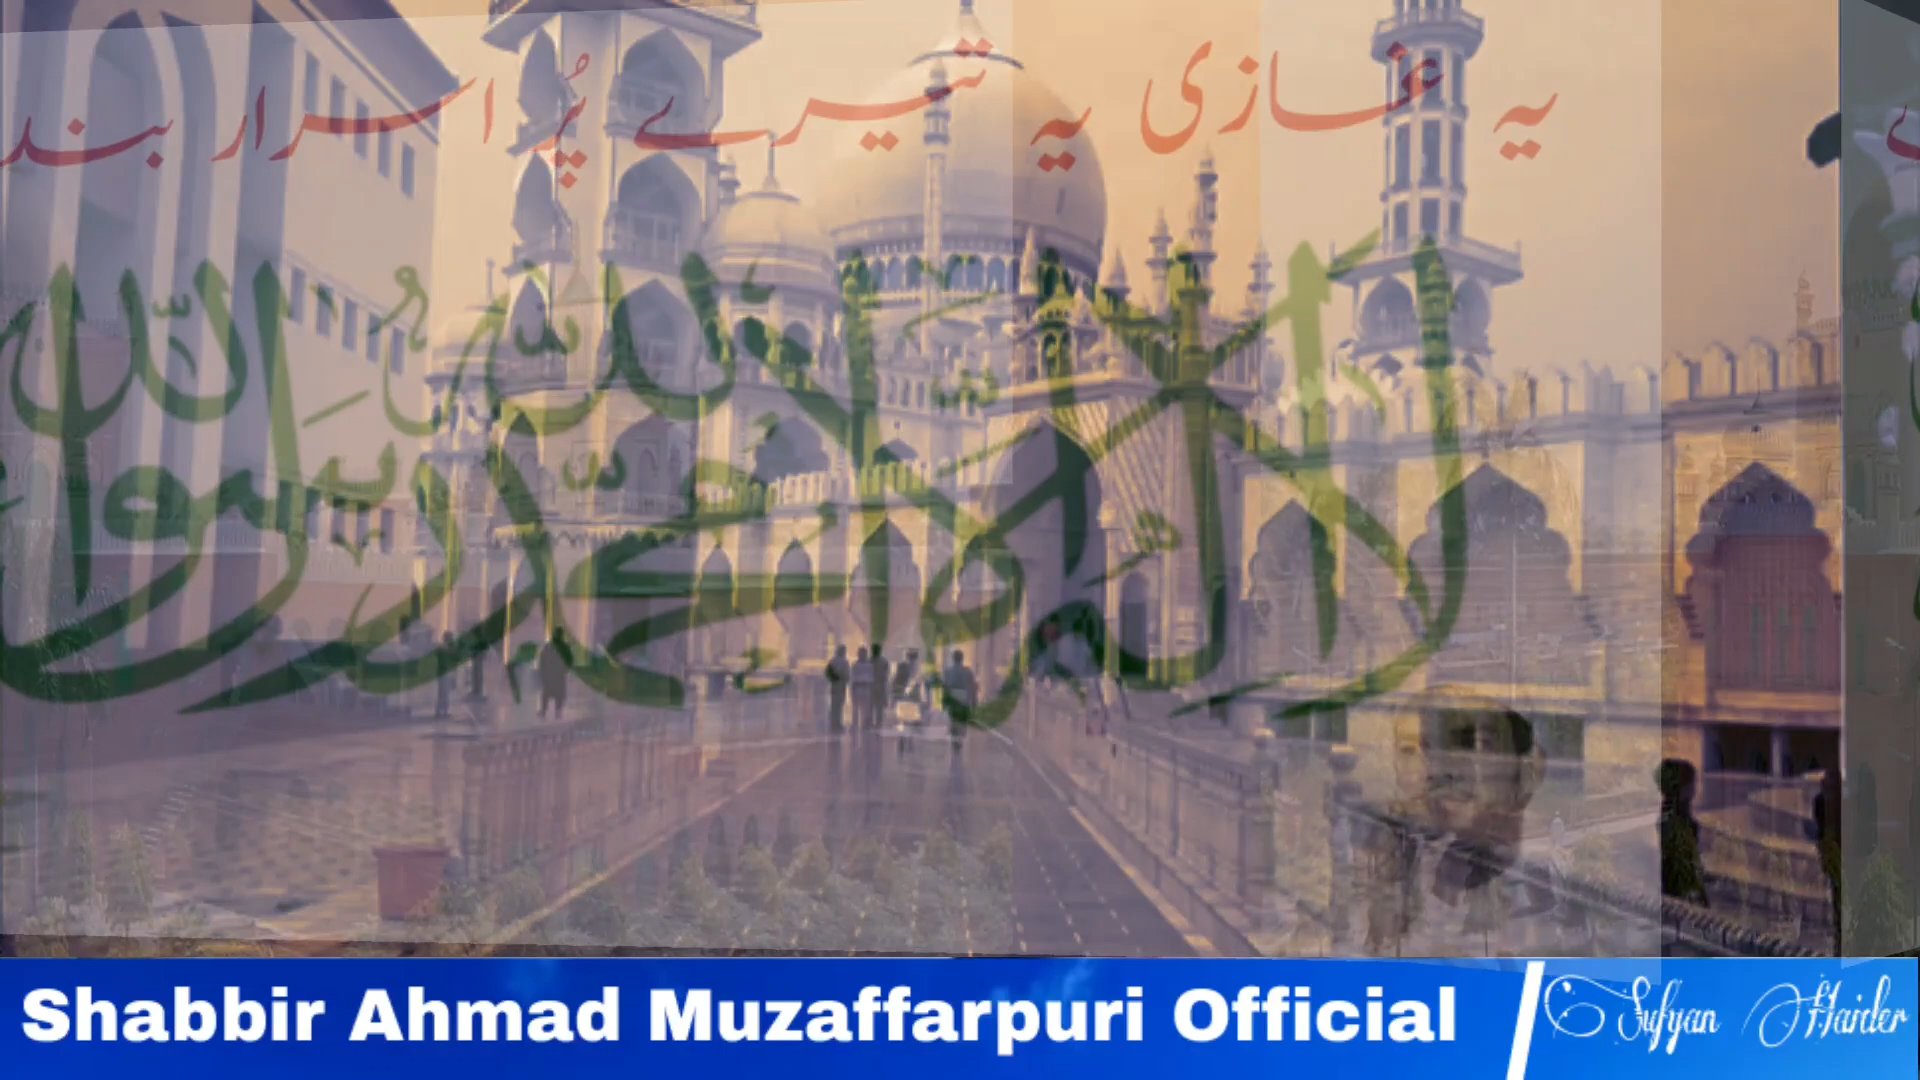 یہ غازی یہ تیرے پُر اسرار بند
لا الہ الا اللہ محمد رسول اللہ
Shabbir Ahmad Muzaffarpuri Official
Sufyan Haider